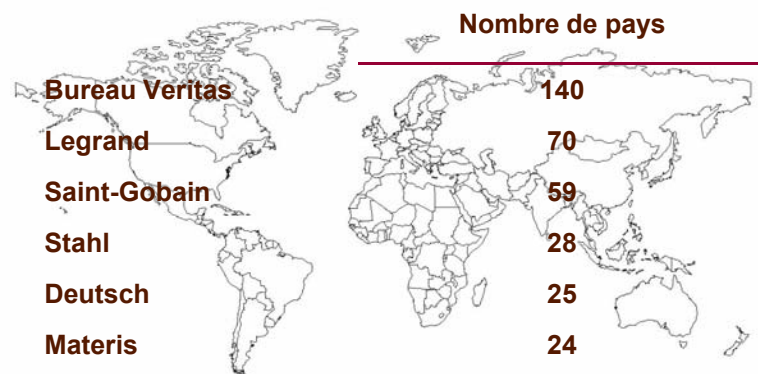 Nombre de pays
Bureau Veritas 140
Legrand 70
Saint-Gobain 59
Stahl 28
Deutsch 25
Materis 24